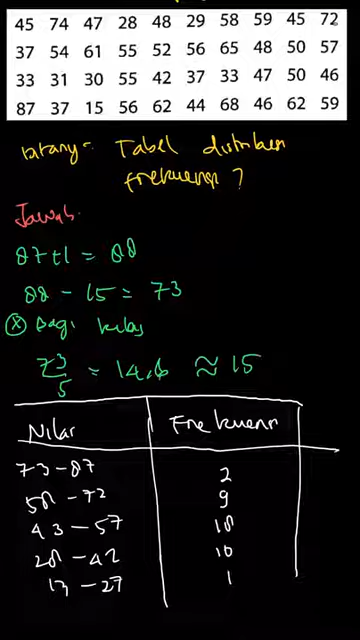 45 74 47 28 48 29 58 59 45 72
37 54 61 55 52 56 65 48 50 57
33 31 30 55 42 37 33 47 50 46
87 37 15 56 62 44 68 46 62 59
Ditany = Tabel distribusi
frekuensi ?
Jawab.
87+1 = 88
88 - 15 = 73
Bagi kelas
73/5 = 14.6 ≈ 15
Nilai Frekuensi
73-87 2
58-72 9
43-57 18
28-42 10
13-27 1